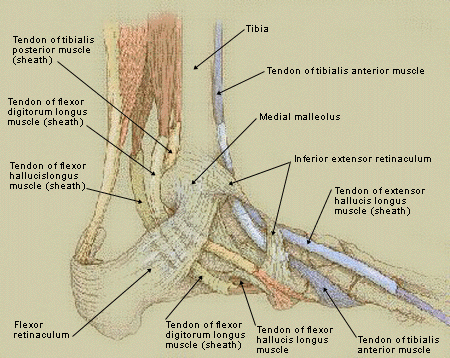 Tendon of tibialis
posterior muscle
(sheath)
Tibia
Tendon of tibialis anterior muscle
Tendon of flexor
digitorum longus
muscle (sheath)
Medial malleolus
Tendon of flexor
hallucislongus
muscle (sheath)
Inferior extensor retinaculum
Tendon of extensor
hallucis longus
muscle (sheath)
Flexor
retinaculum
Tendon of flexor
digitorum longus
muscle (sheath)
Tendon of flexor
hallucis longus
muscle
Tendon of tibialis
anterior muscle